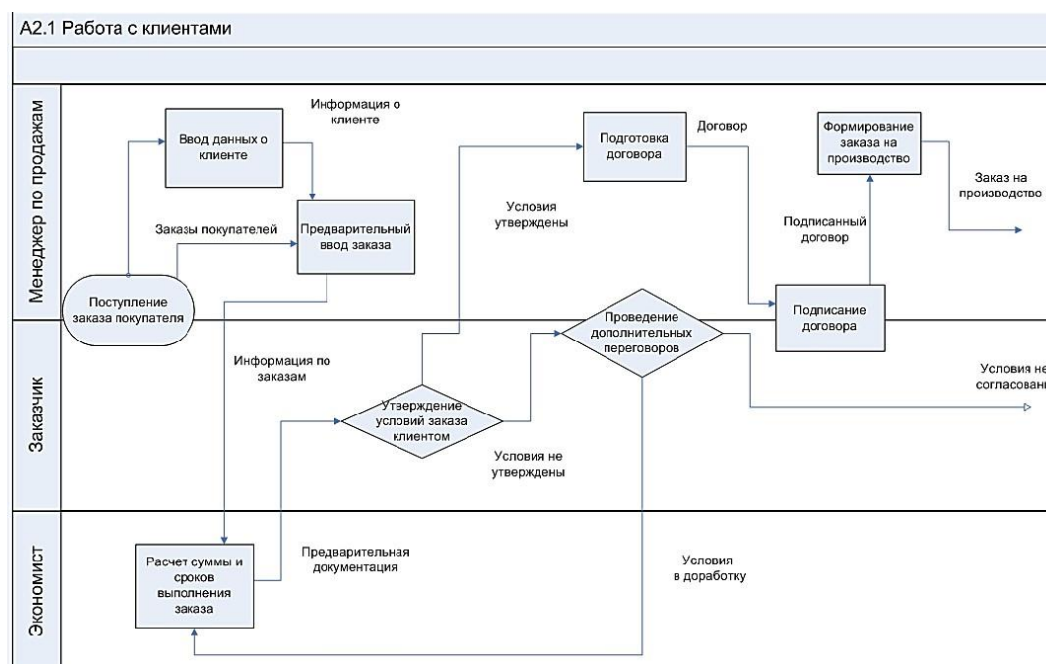 А2.1 Работа с клиентами
Менеджер по продажам
Ввод данных о
клиенте
Информация о
клиенте
Заказы покупателей
Предварительный
ввод заказа
Поступление
заказа покупателя
Условия
утверждены
Подготовка
договора
Договор
Формирование
заказа на
производство
Заказ на
производство
Подписанный
договор
Подписание
договора
Заказчик
Информация по
заказам
Утверждение
условий заказа
клиентом
Условия не
утверждены
Проведение
дополнительных
переговоров
Условия не
согласован
Экономист
Расчет суммы и
сроков
выполнения
заказа
Предварительная
документация
Условия
в доработку